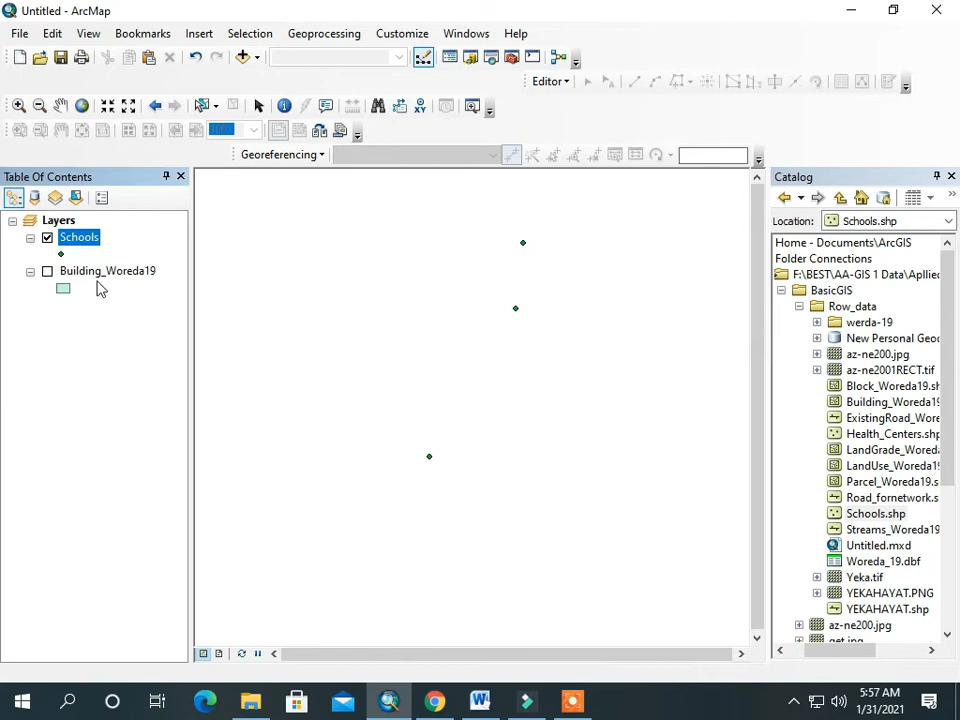 Untitled - ArcMap
File Edit View Bookmarks Insert Selection Geoprocessing Customize Windows Help
Editor
Georeferencing
Table Of Contents
Catalog
Location: Schools.shp
Layers
Schools
Building_Woreda19
Home - Documents\ArcGIS
Folder Connections
F:\BEST\AA-GIS 1 Data\Apllied
BasicGIS
Row_data
werda-19
New Personal Geo
az-ne200.jpg
az-ne2001RECT.tif
Block_Woreda19.sh
Building_Woreda19
ExistingRoad_Wore
Health_Centers.shp
LandGrade_Woreda
LandUse_Woreda1
Parcel_Woreda19.s
Road_fornetwork.s
Schools.shp
Streams_Woreda19
Untitled.mxd
Woreda_19.dbf
Yeka.tif
YEKAHAYAT.PNG
YEKAHAYAT.shp
az-ne200.jpg
get.jpg
5:57 AM
1/31/2021